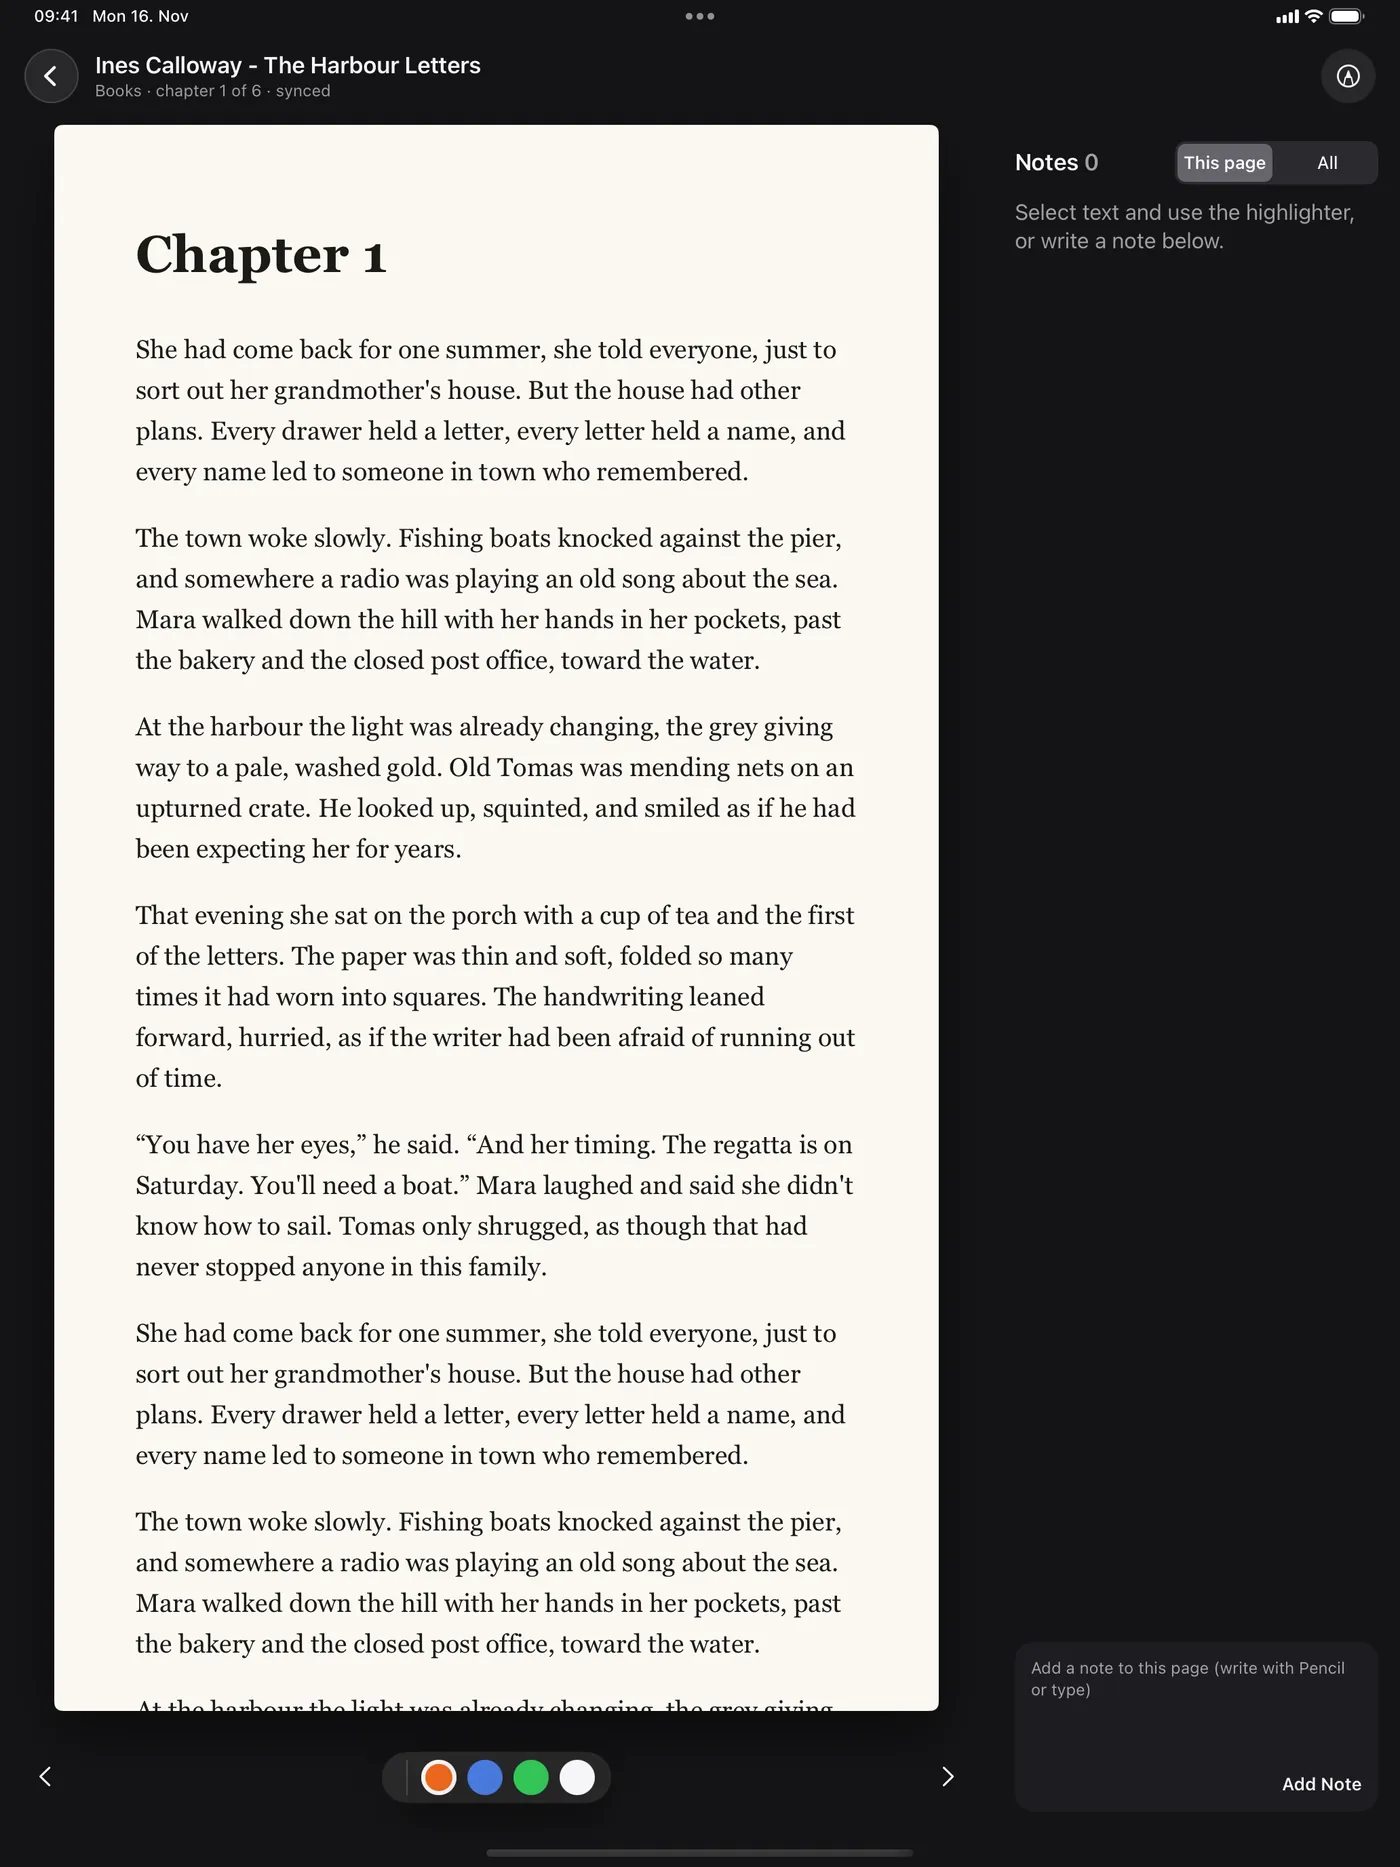 09:41 Mon 16. Nov
Ines Calloway - The Harbour Letters
Books · chapter 1 of 6 · synced
Chapter 1
She had come back for one summer, she told everyone, just to
sort out her grandmother's house. But the house had other
plans. Every drawer held a letter, every letter held a name, and
every name led to someone in town who remembered.
The town woke slowly. Fishing boats knocked against the pier,
and somewhere a radio was playing an old song about the sea.
Mara walked down the hill with her hands in her pockets, past
the bakery and the closed post office, toward the water.
At the harbour the light was already changing, the grey giving
way to a pale, washed gold. Old Tomas was mending nets on an
upturned crate. He looked up, squinted, and smiled as if he had
been expecting her for years.
That evening she sat on the porch with a cup of tea and the first
of the letters. The paper was thin and soft, folded so many
times it had worn into squares. The handwriting leaned
forward, hurried, as if the writer had been afraid of running out
of time.
“You have her eyes,” he said. “And her timing. The regatta is on
Saturday. You'll need a boat.” Mara laughed and said she didn't
know how to sail. Tomas only shrugged, as though that had
never stopped anyone in this family.
She had come back for one summer, she told everyone, just to
sort out her grandmother's house. But the house had other
plans. Every drawer held a letter, every letter held a name, and
every name led to someone in town who remembered.
The town woke slowly. Fishing boats knocked against the pier,
and somewhere a radio was playing an old song about the sea.
Mara walked down the hill with her hands in her pockets, past
the bakery and the closed post office, toward the water.
At the harbour the light was already changing, the grey giving
Notes 0
This page
All
Select text and use the highlighter,
or write a note below.
Add a note to this page (write with Pencil
or type)
Add Note